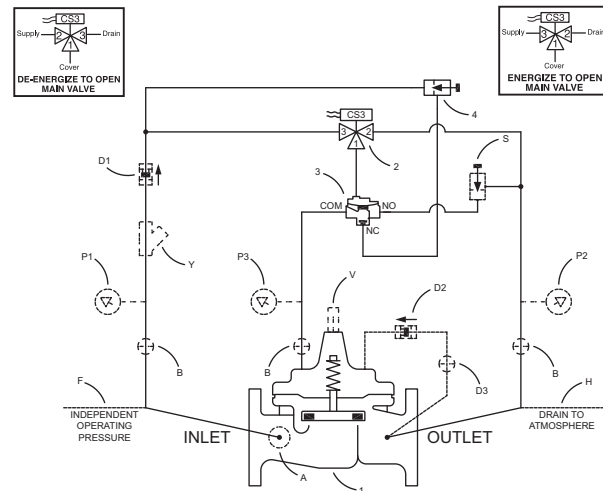 CS3
Supply
2
3
Drain
1
Cover
DE-ENERGIZE TO OPEN
MAIN VALVE
CS3
Supply
3
2
Drain
1
Cover
ENERGIZE TO OPEN
MAIN VALVE
4
CS3
3
2
1
2
D1
S
3
COM
NO
NC
Y
P1
P3
V
D2
P2
B
B
D3
B
F
H
INDEPENDENT
OPERATING
PRESSURE
INLET
OUTLET
DRAIN TO
ATMOSPHERE
A
1